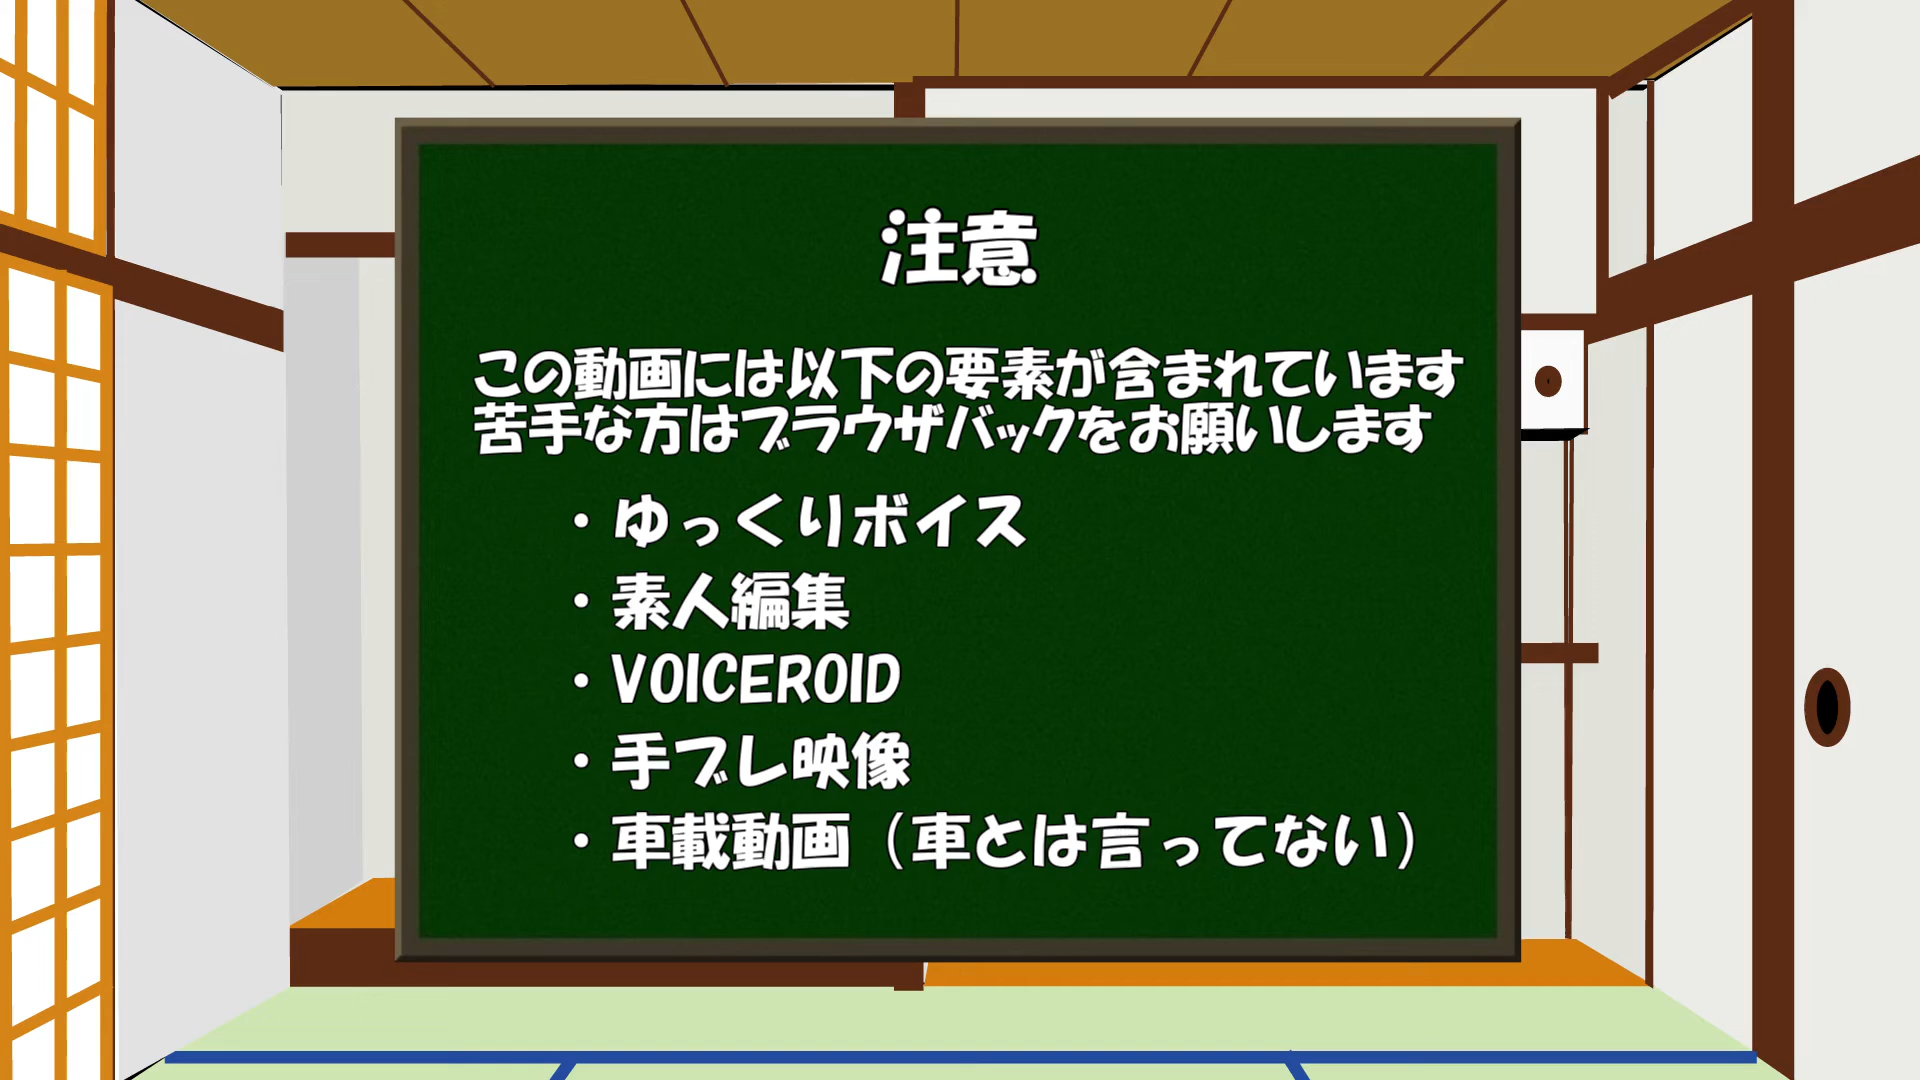 注意
この動画には以下の要素が含まれています
苦手な方はブラウザバックをお願いします
・ゆっくりボイス
・素人編集
・VOICEROID
・手ブレ映像
・車載動画（車とは言ってない）